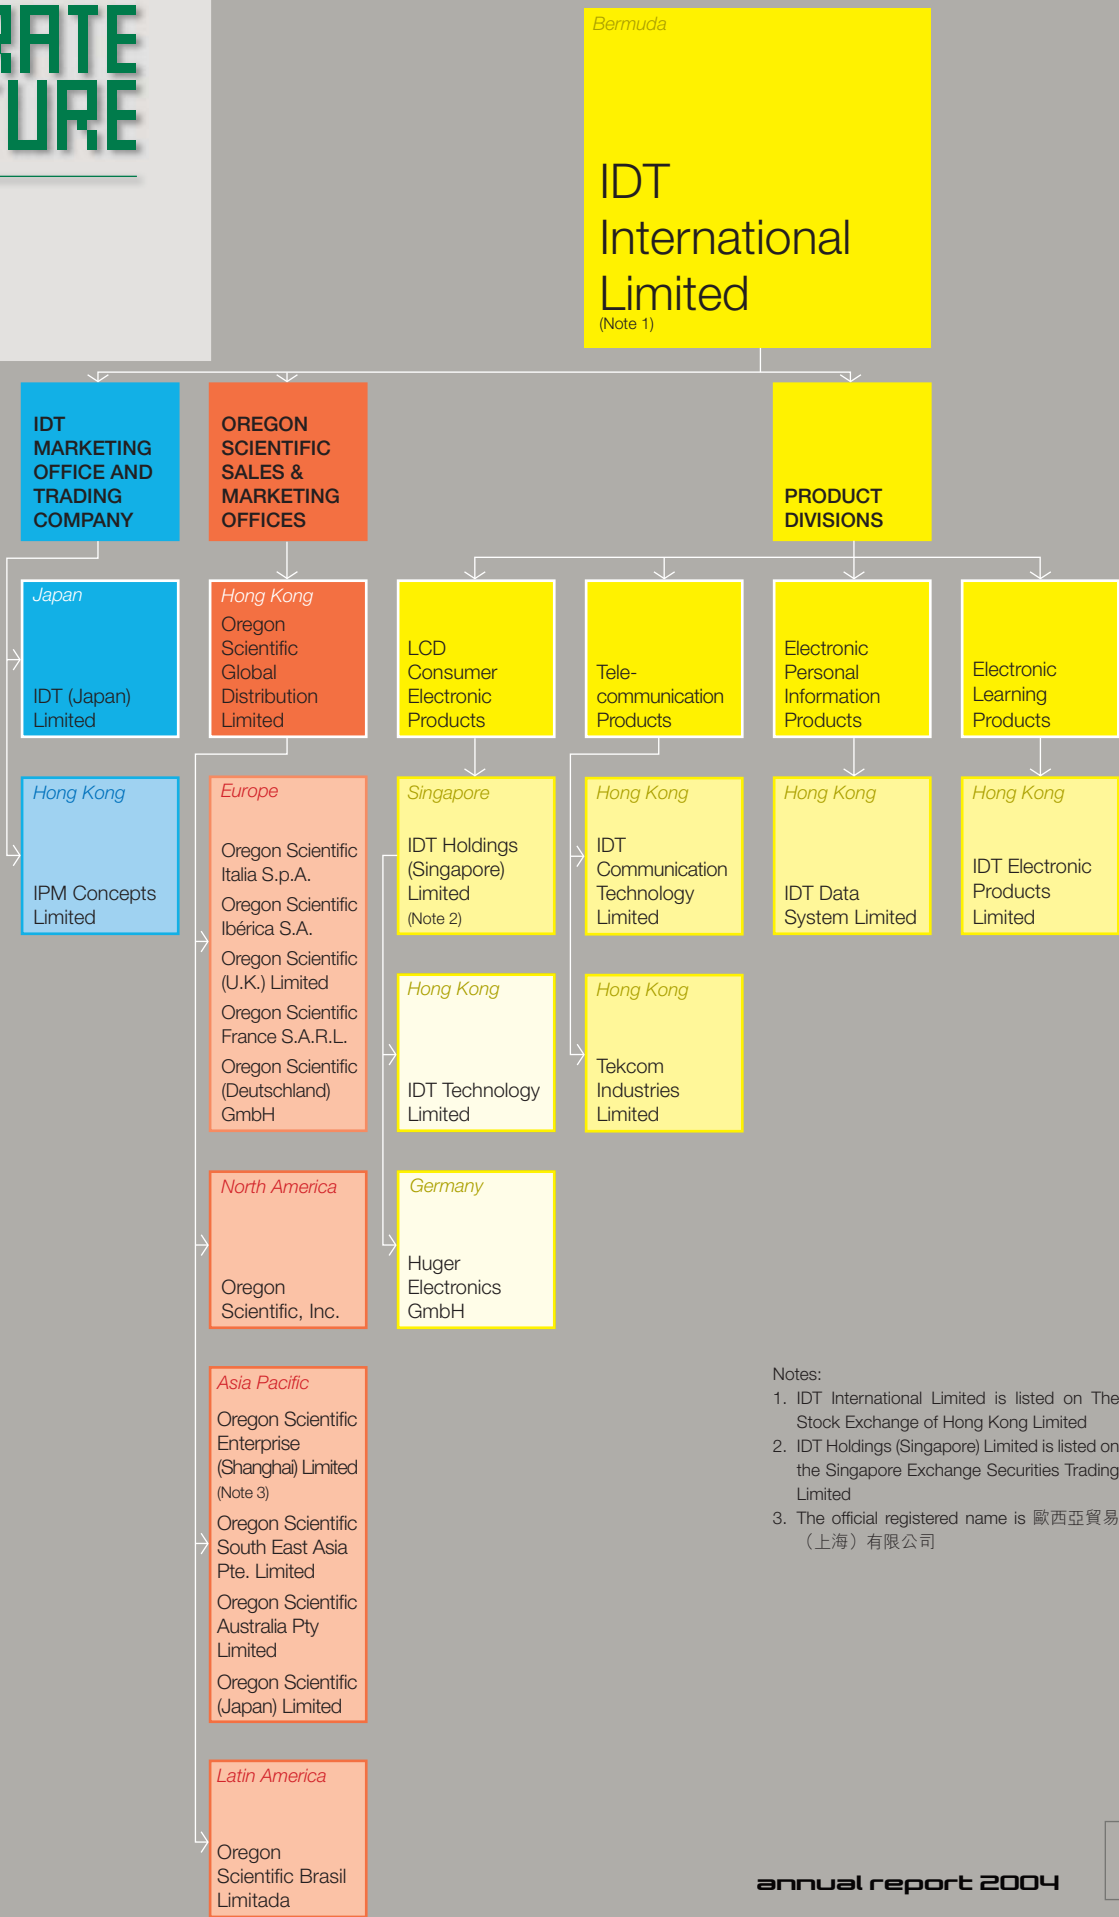 RATE
TURE
Bermuda
IDT
International
Limited
(Note 1)
IDT
MARKETING
OFFICE AND
TRADING
COMPANY
OREGON
SCIENTIFIC
SALES &
MARKETING
OFFICES
PRODUCT
DIVISIONS
Japan
IDT (Japan)
Limited
Hong Kong
Oregon
Scientific
Global
Distribution
Limited
LCD
Consumer
Electronic
Products
Tele-
communication
Products
Electronic
Personal
Information
Products
Electronic
Learning
Products
Hong Kong
IPM Concepts
Limited
Europe
Oregon Scientific
Italia S.p.A.
Oregon Scientific
Ibérica S.A.
Oregon Scientific
(U.K.) Limited
Oregon Scientific
France S.A.R.L.
Oregon Scientific
(Deutschland)
GmbH
Singapore
IDT Holdings
(Singapore)
Limited
(Note 2)
Hong Kong
IDT
Communication
Technology
Limited
Hong Kong
IDT Data
System Limited
Hong Kong
IDT Electronic
Products
Limited
Hong Kong
IDT Technology
Limited
Hong Kong
Tekcom
Industries
Limited
North America
Oregon
Scientific, Inc.
Germany
Huger
Electronics
GmbH
Asia Pacific
Oregon Scientific
Enterprise
(Shanghai) Limited
(Note 3)
Oregon Scientific
South East Asia
Pte. Limited
Oregon Scientific
Australia Pty
Limited
Oregon Scientific
(Japan) Limited
Latin America
Oregon
Scientific Brasil
Limitada
Notes:
1. IDT International Limited is listed on The
Stock Exchange of Hong Kong Limited
2. IDT Holdings (Singapore) Limited is listed on
the Singapore Exchange Securities Trading
Limited
3. The official registered name is 歐西亞貿易
（上海）有限公司
annual report 2004